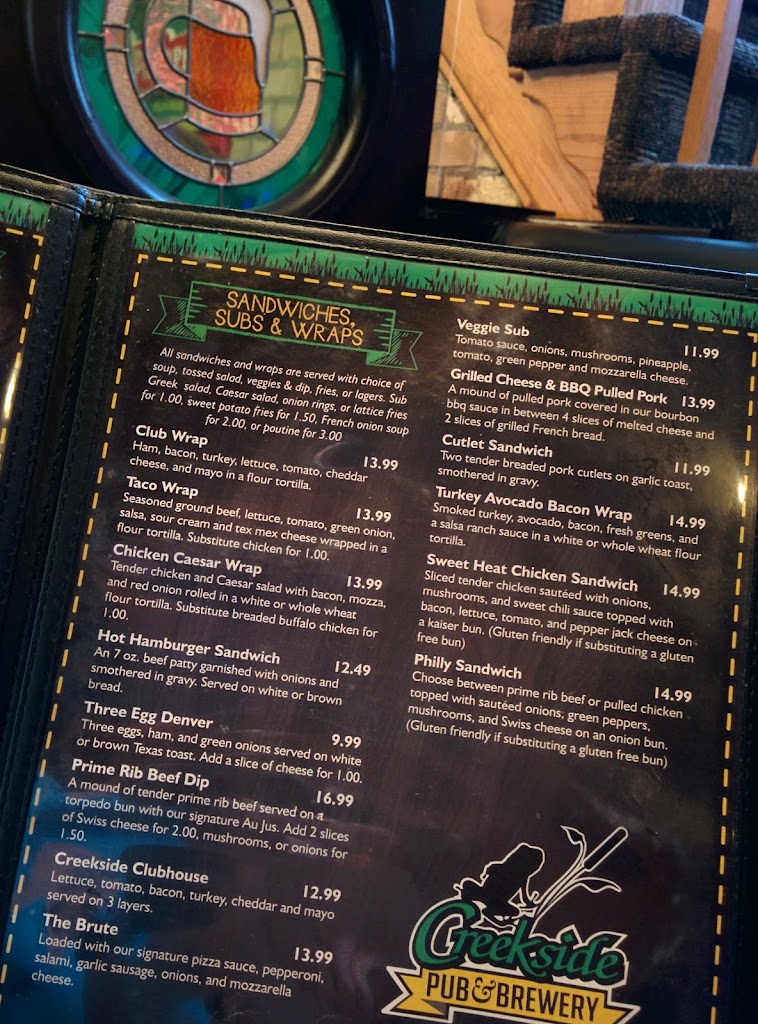 SANDWICHES,
SUBS & WRAPS
All sandwiches and wraps are served with choice of
soup, tossed salad, veggies & dip, fries, or lagers. Sub
Greek salad, Caesar salad, onion rings, or lattice fries
for 1.00, sweet potato fries for 1.50, French onion soup
for 2.00, or poutine for 3.00
Club Wrap 13.99
Ham, bacon, turkey, lettuce, tomato, cheddar
cheese, and mayo in a flour tortilla.
Taco Wrap 13.99
Seasoned ground beef, lettuce, tomato, green onion,
salsa, sour cream and tex mex cheese wrapped in a
flour tortilla. Substitute chicken for 1.00.
Chicken Caesar Wrap 13.99
Tender chicken and Caesar salad with bacon, mozza,
and red onion rolled in a white or whole wheat
flour tortilla. Substitute breaded buffalo chicken for
1.00.
Hot Hamburger Sandwich 12.49
An 7 oz. beef patty garnished with onions and
smothered in gravy. Served on white or brown
bread.
Three Egg Denver 9.99
Three eggs, ham, and green onions served on white
or brown Texas toast. Add a slice of cheese for 1.00.
Prime Rib Beef Dip 16.99
A mound of tender prime rib beef served on a
torpedo bun with our signature Au Jus. Add 2 slices
of Swiss cheese for 2.00, mushrooms, or onions for
1.50.
Creekside Clubhouse 12.99
Lettuce, tomato, bacon, turkey, cheddar and mayo
served on 3 layers.
The Brute 13.99
Loaded with our signature pizza sauce, pepperoni,
salami, garlic sausage, onions, and mozzarella
cheese.
Veggie Sub 11.99
Tomato sauce, onions, mushrooms, pineapple,
tomato, green pepper and mozzarella cheese.
Grilled Cheese & BBQ Pulled Pork 13.99
A mound of pulled pork covered in our bourbon
bbq sauce in between 4 slices of melted cheese and
2 slices of grilled French bread.
Cutlet Sandwich 11.99
Two tender breaded pork cutlets on garlic toast,
smothered in gravy.
Turkey Avocado Bacon Wrap 14.99
Smoked turkey, avocado, bacon, fresh greens, and
a salsa ranch sauce in a white or whole wheat flour
tortilla.
Sweet Heat Chicken Sandwich 14.99
Sliced tender chicken sautéed with onions,
mushrooms, and sweet chili sauce topped with
bacon, lettuce, tomato, and pepper jack cheese on
a kaiser bun. (Gluten friendly if substituting a gluten
free bun)
Philly Sandwich 14.99
Choose between prime rib beef or pulled chicken
topped with sautéed onions, green peppers,
mushrooms, and Swiss cheese on an onion bun.
(Gluten friendly if substituting a gluten free bun)
Creekside
PUB & BREWERY